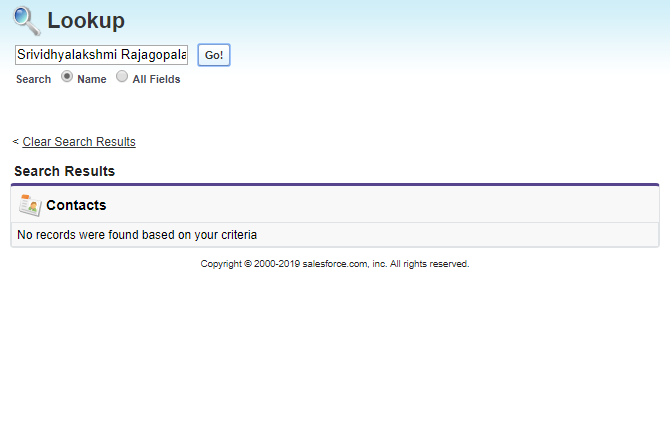 Lookup
Srividhyalakshmi Rajagopala
Go!
Search Name All Fields
< Clear Search Results
Search Results
Contacts
No records were found based on your criteria
Copyright © 2000-2019 salesforce.com, inc. All rights reserved.